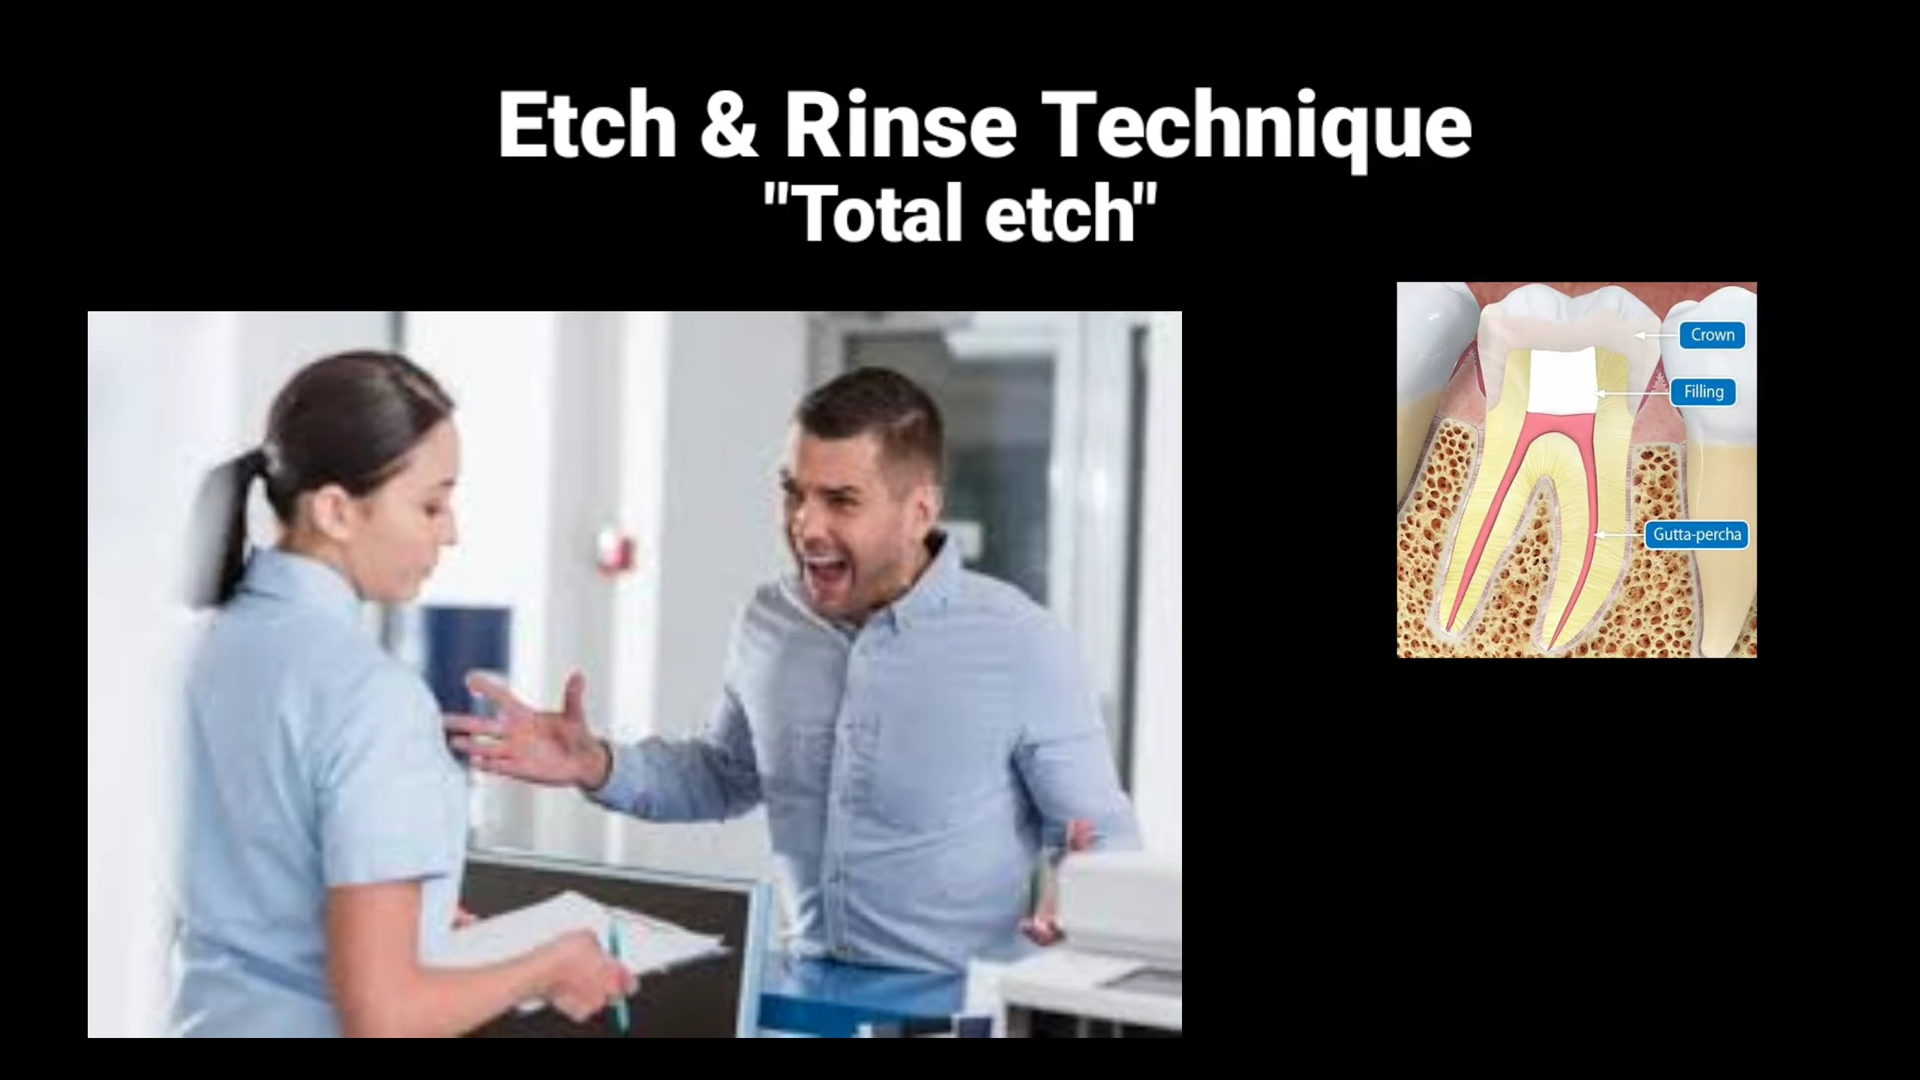 Etch & Rinse Technique
"Total etch"
Crown
Filling
Gutta-percha